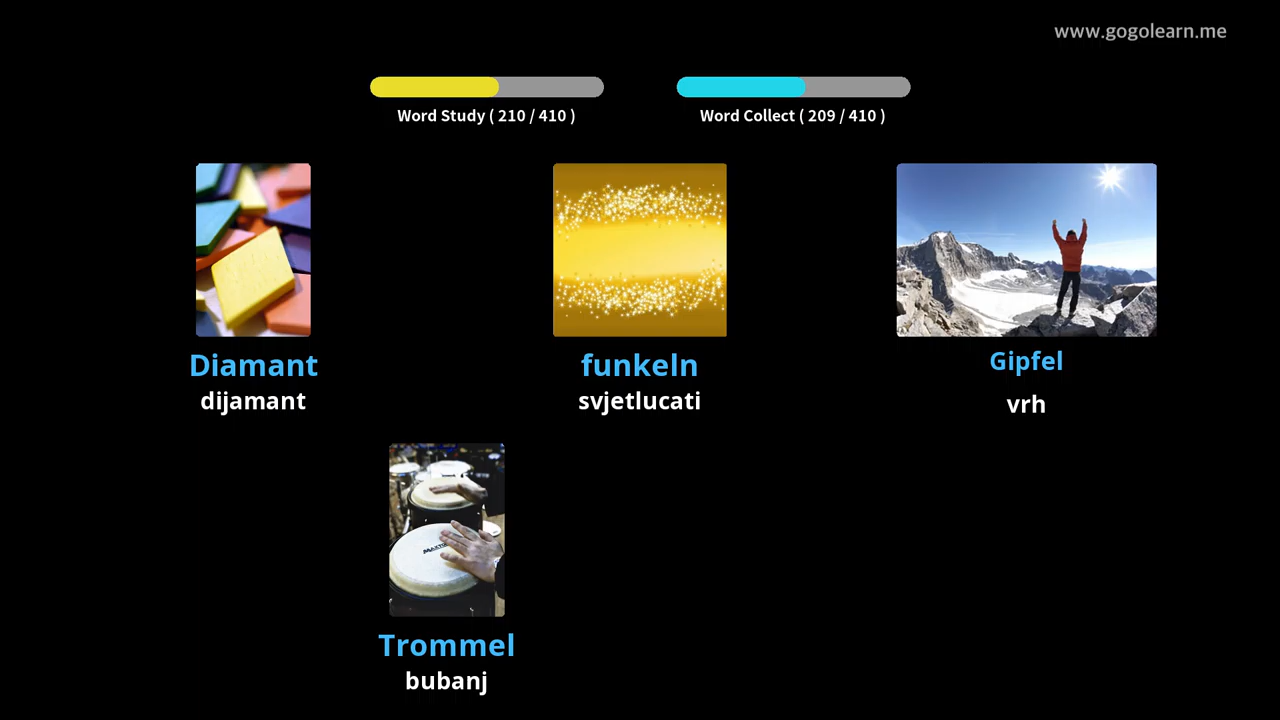 www.gogolearn.me
Word Study ( 210 / 410 )
Word Collect ( 209 / 410 )
Diamant
dijamant
funkeln
svjetlucati
Gipfel
vrh
Trommel
bubanj